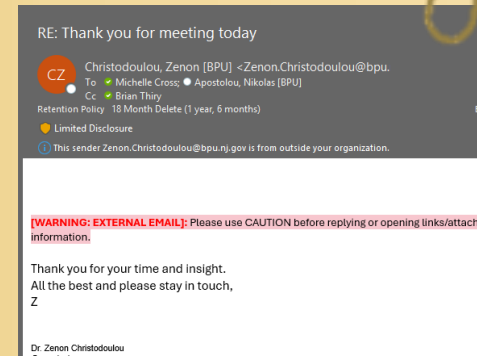 RE: Thank you for meeting today
CZ
Christodoulou, Zenon [BPU] <Zenon.Christodoulou@bpu.
To Michelle Cross; Apostolou, Nikolas [BPU]
Cc Brian Thiry
Retention Policy 18 Month Delete (1 year, 6 months)
Limited Disclosure
This sender Zenon.Christodoulou@bpu.nj.gov is from outside your organization.
[WARNING: EXTERNAL EMAIL]: Please use CAUTION before replying or opening links/attach
information.
Thank you for your time and insight.
All the best and please stay in touch,
Z
Dr. Zenon Christodoulou